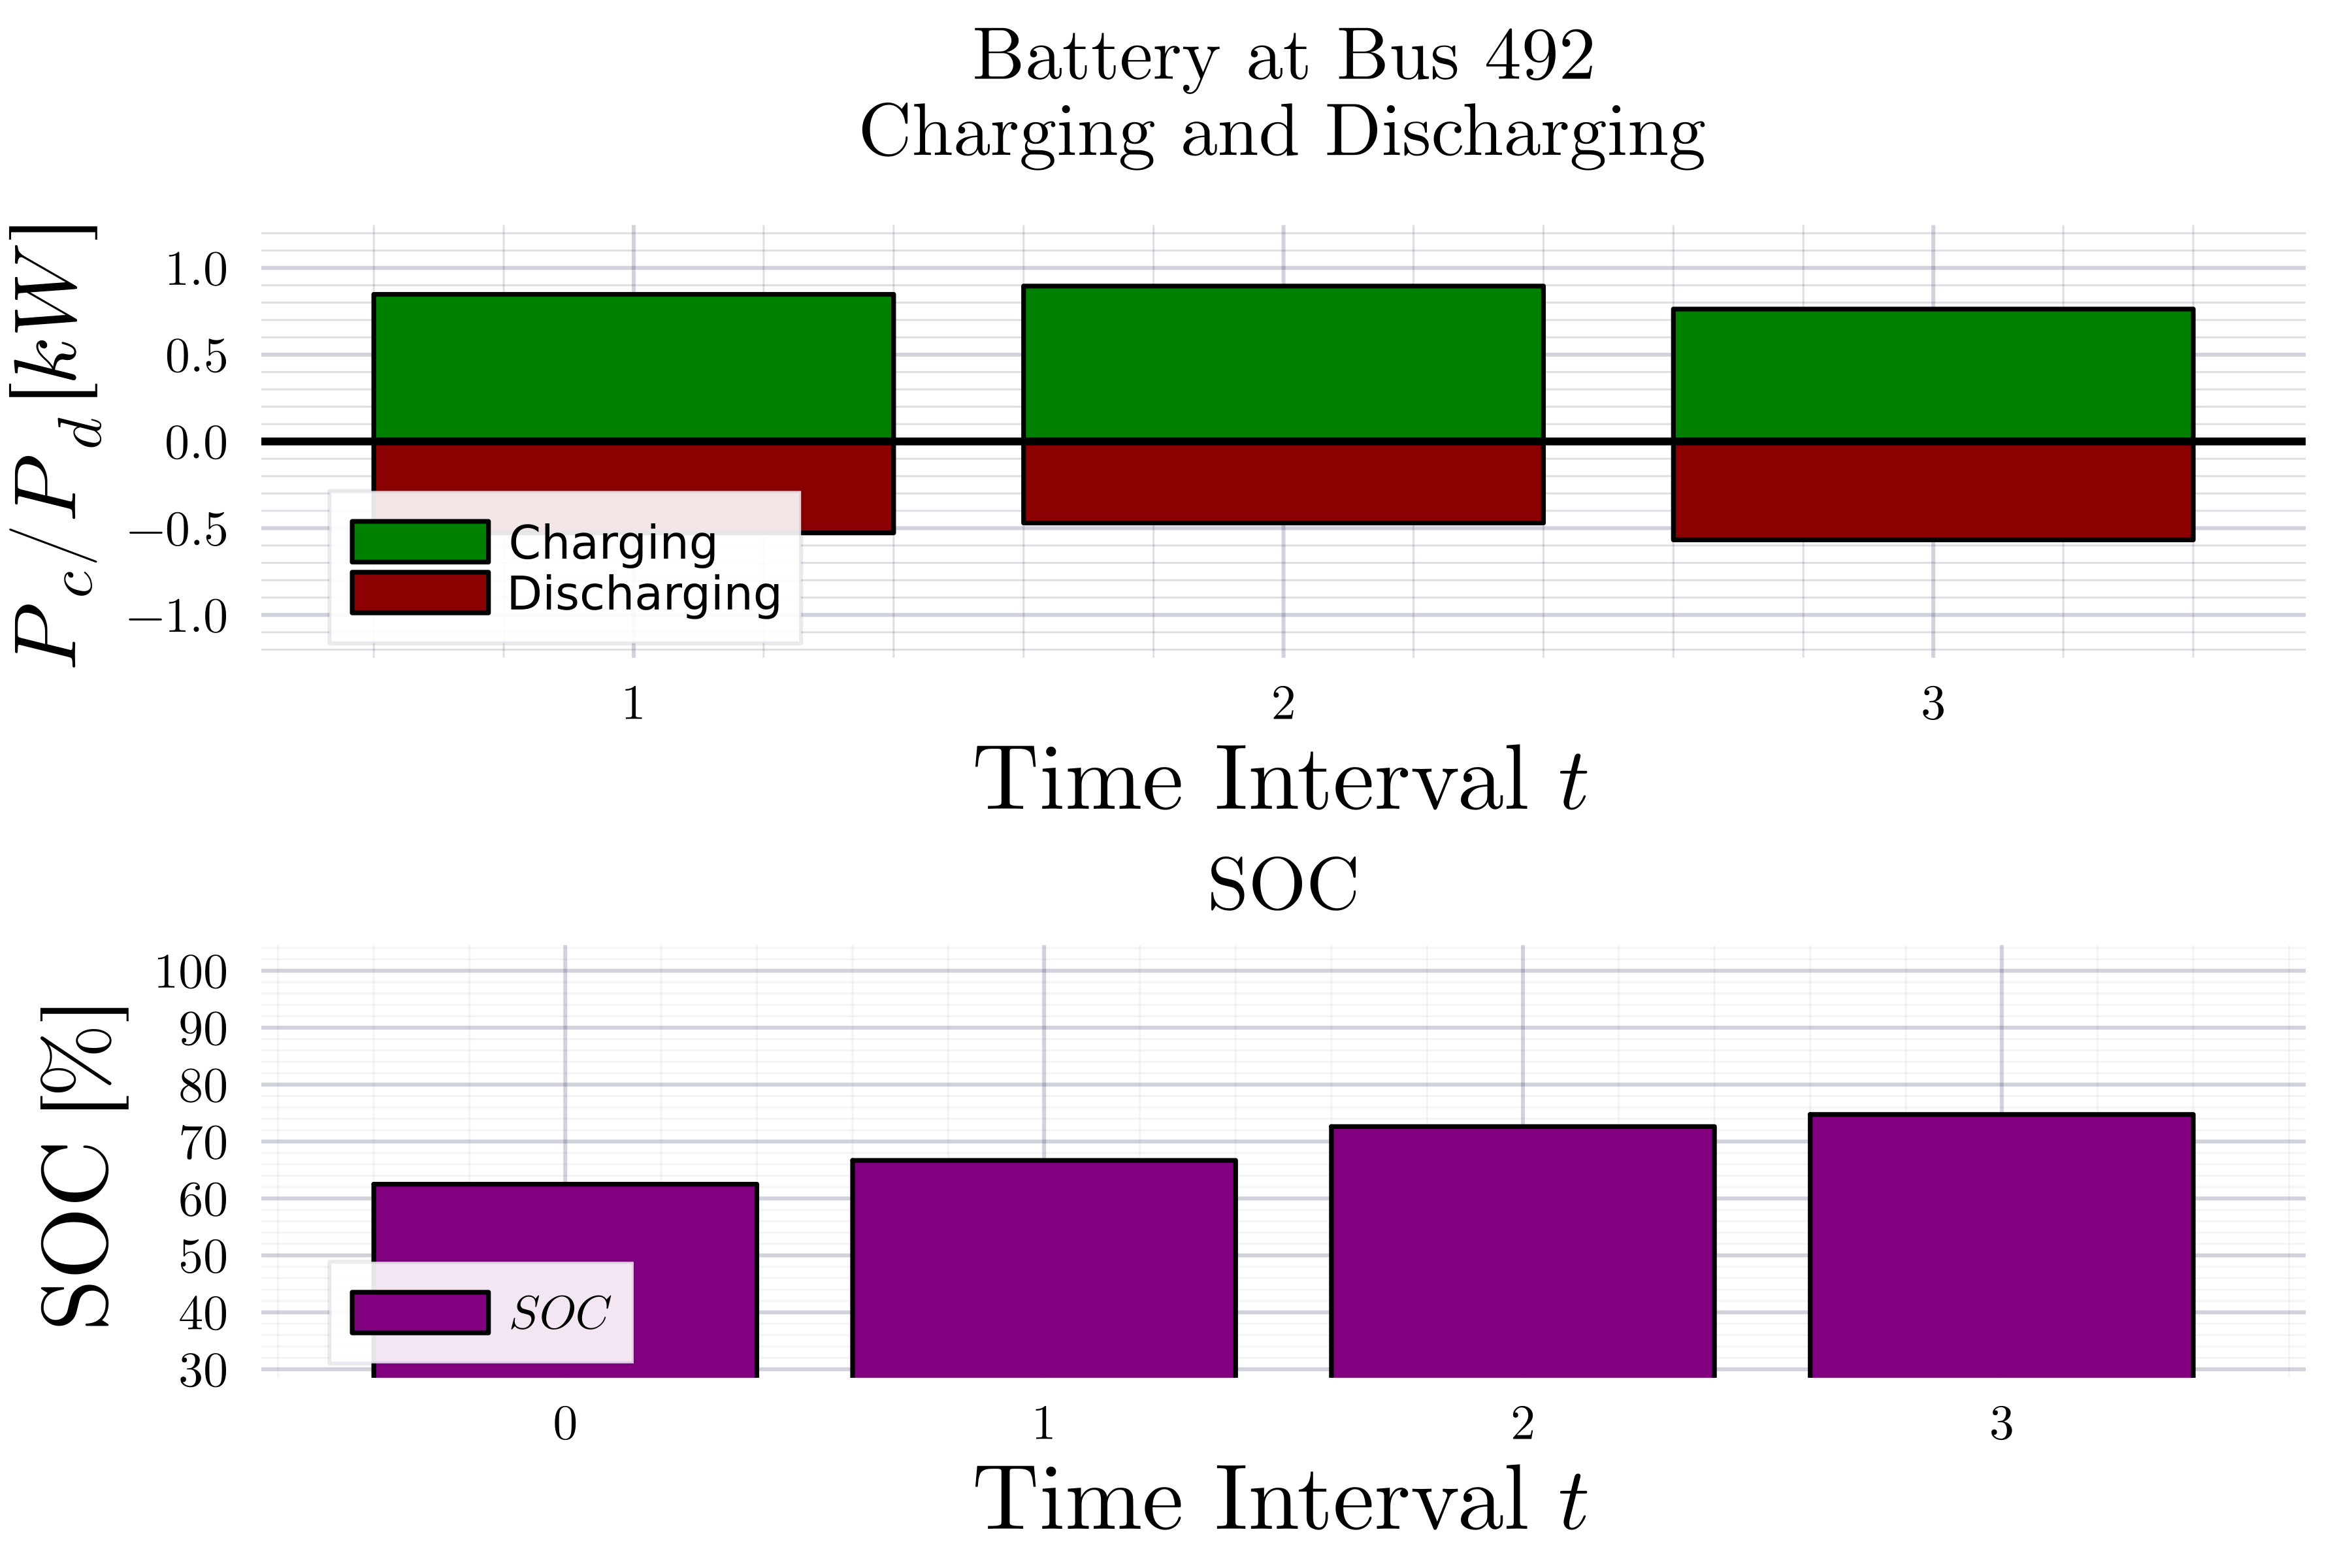 Battery at Bus 492
Charging and Discharging
P_c/P_d [kW]
1.0
0.5
0.0
−0.5
−1.0
Charging
Discharging
1 2 3
Time Interval t
SOC
SOC [%]
100
90
80
70
60
50
40
30
SOC
0 1 2 3
Time Interval t